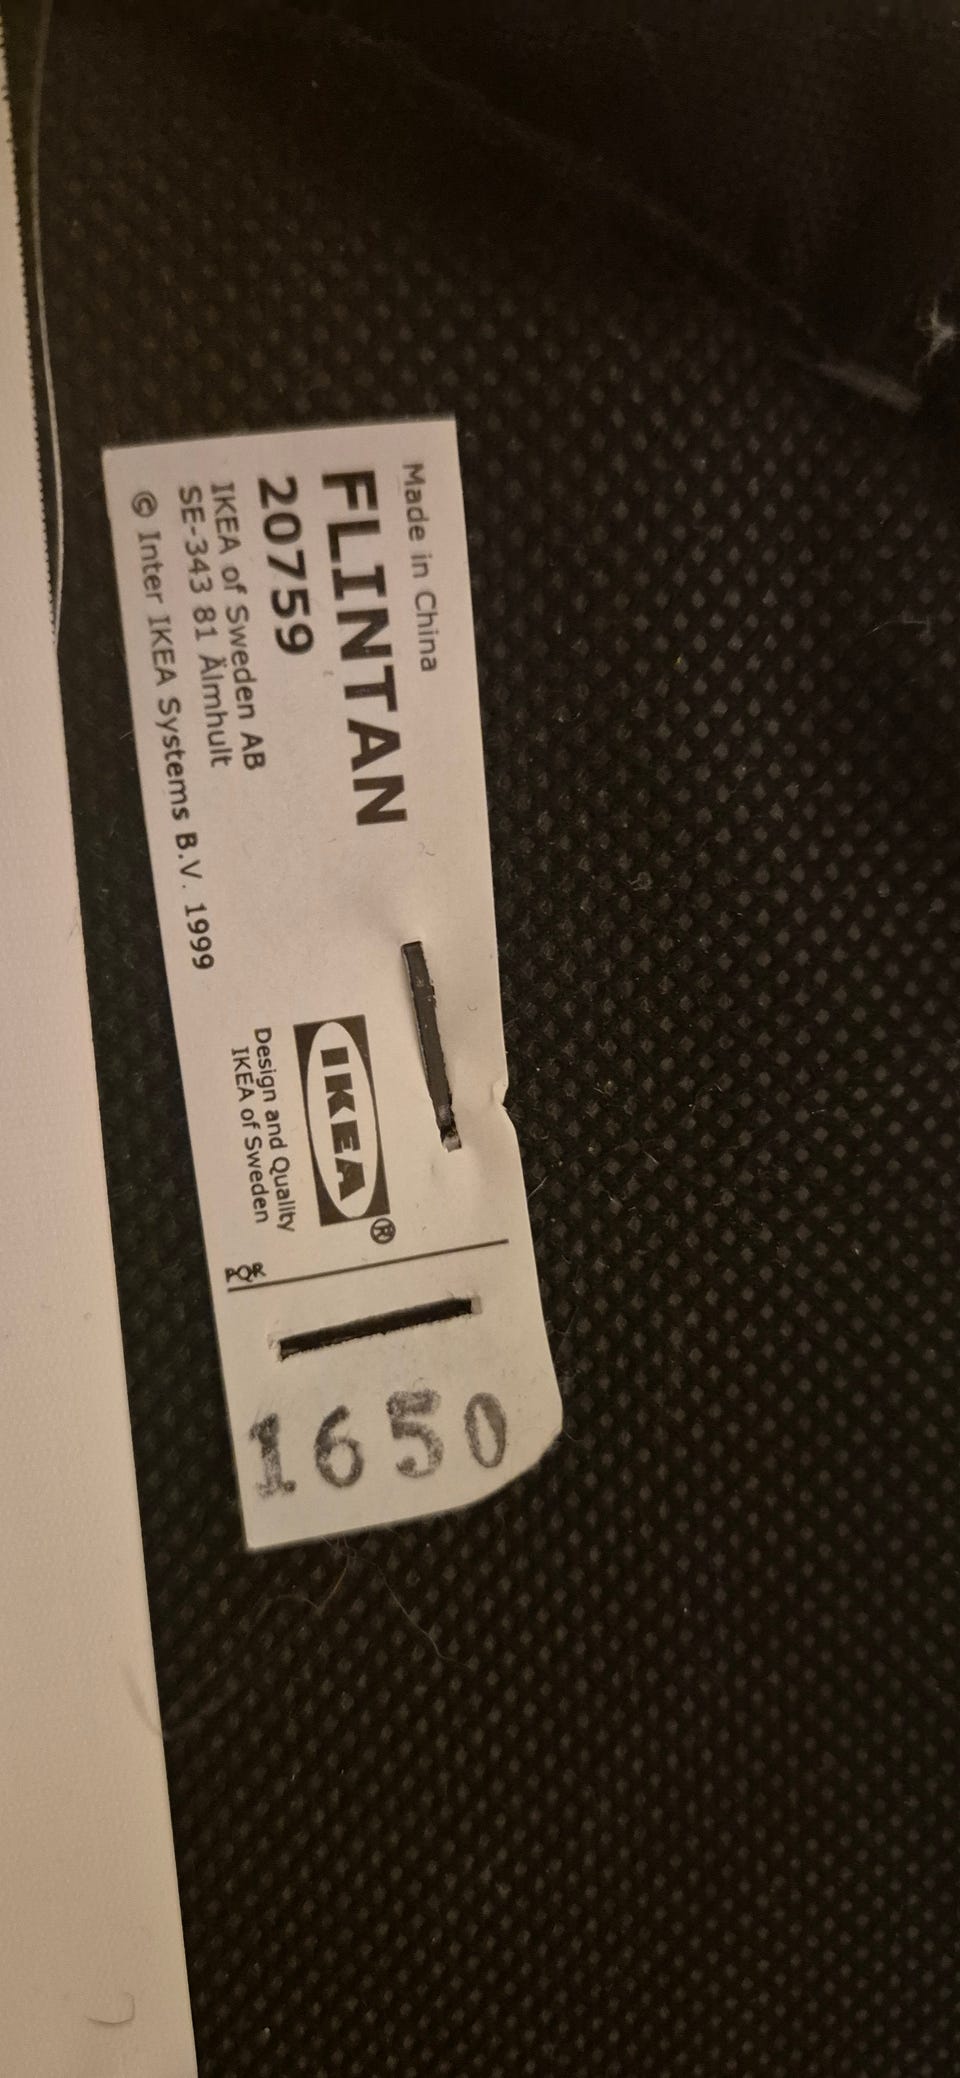 Made in China
FLINTAN
20759
IKEA of Sweden AB
SE-343 81 Älmhult
© Inter IKEA Systems B.V. 1999
IKEA®
Design and Quality
IKEA of Sweden
1650